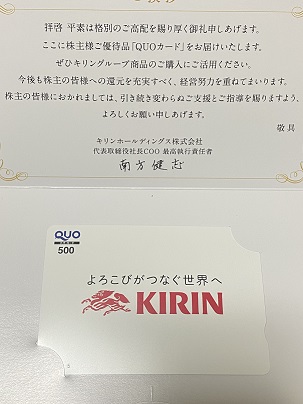 拝啓 平素は格別のご高配を賜り厚く御礼申しあげます。
ここに株主様ご優待品「QUOカード」をお届けいたします。
ぜひキリングループ商品のご購入にご活用ください。
今後も株主の皆様への還元を充実すべく、経営努力を重ねてまいります。
株主の皆様におかれましては、引き続き変わらぬご支援とご指導を賜りますよう、
よろしくお願い申しあげます。
敬具
キリンホールディングス株式会社
代表取締役社長COO 最高執行責任者
南方健志
QUO
500
よろこびがつなぐ世界へ
KIRIN